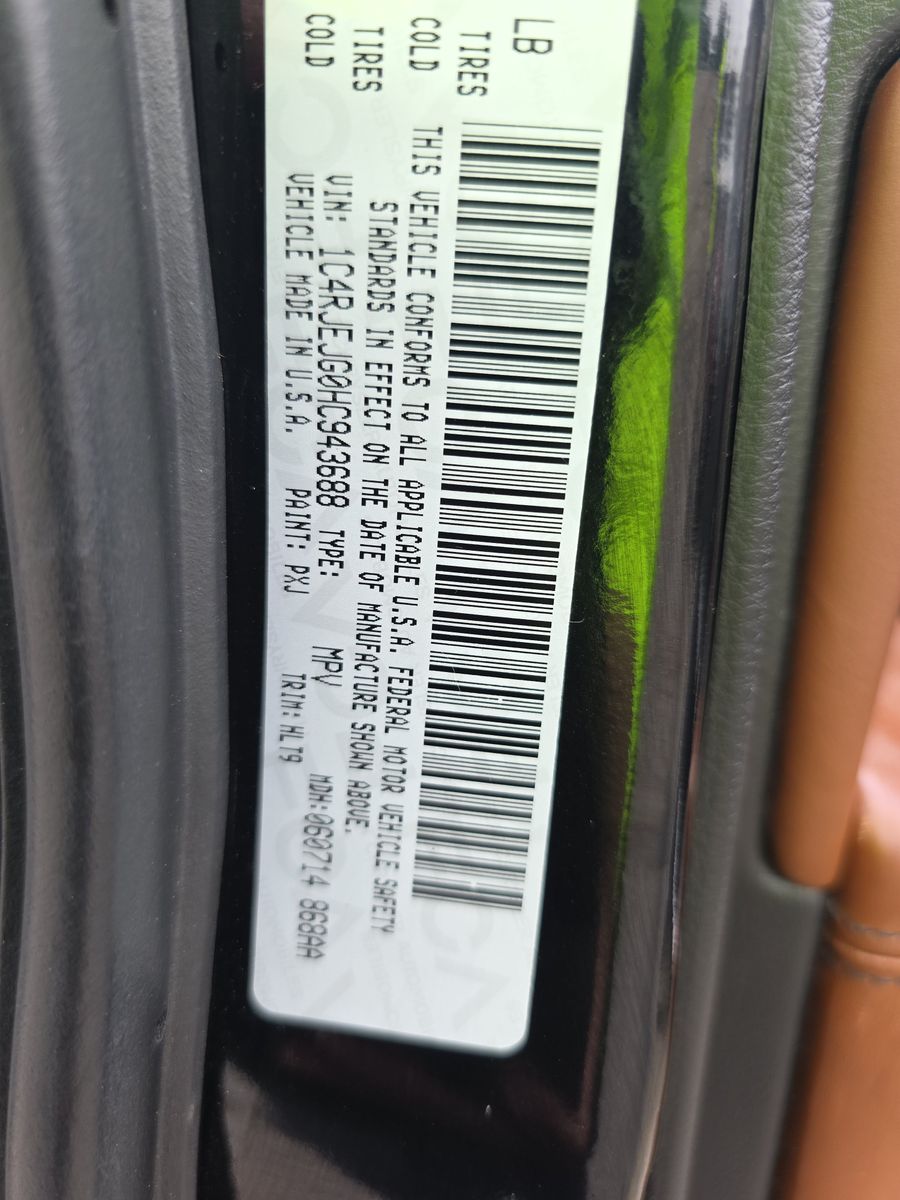 LB
TIRES
COLD
TIRES
COLD
THIS VEHICLE CONFORMS TO ALL APPLICABLE U.S.A. FEDERAL MOTOR VEHICLE SAFETY
STANDARDS IN EFFECT ON THE DATE OF MANUFACTURE SHOWN ABOVE.
VIN: 1C4RJEJG0HC943688 TYPE: MPV MDH:060714 868AA
VEHICLE MADE IN U.S.A. PAINT: PXJ TRIM: HLT9